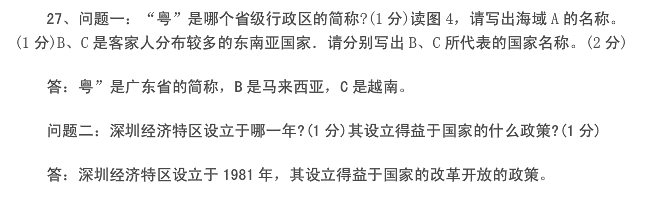 27、问题一：“粤”是哪个省级行政区的简称?(1 分)读图 4，请写出海域 A 的名称。
(1 分)B、C 是客家人分布较多的东南亚国家．请分别写出 B、C 所代表的国家名称。(2 分)
答：粤”是广东省的简称，B 是马来西亚，C 是越南。
问题二：深圳经济特区设立于哪一年?(1 分)其设立得益于国家的什么政策?(1 分)
答：深圳经济特区设立于 1981 年，其设立得益于国家的改革开放的政策。